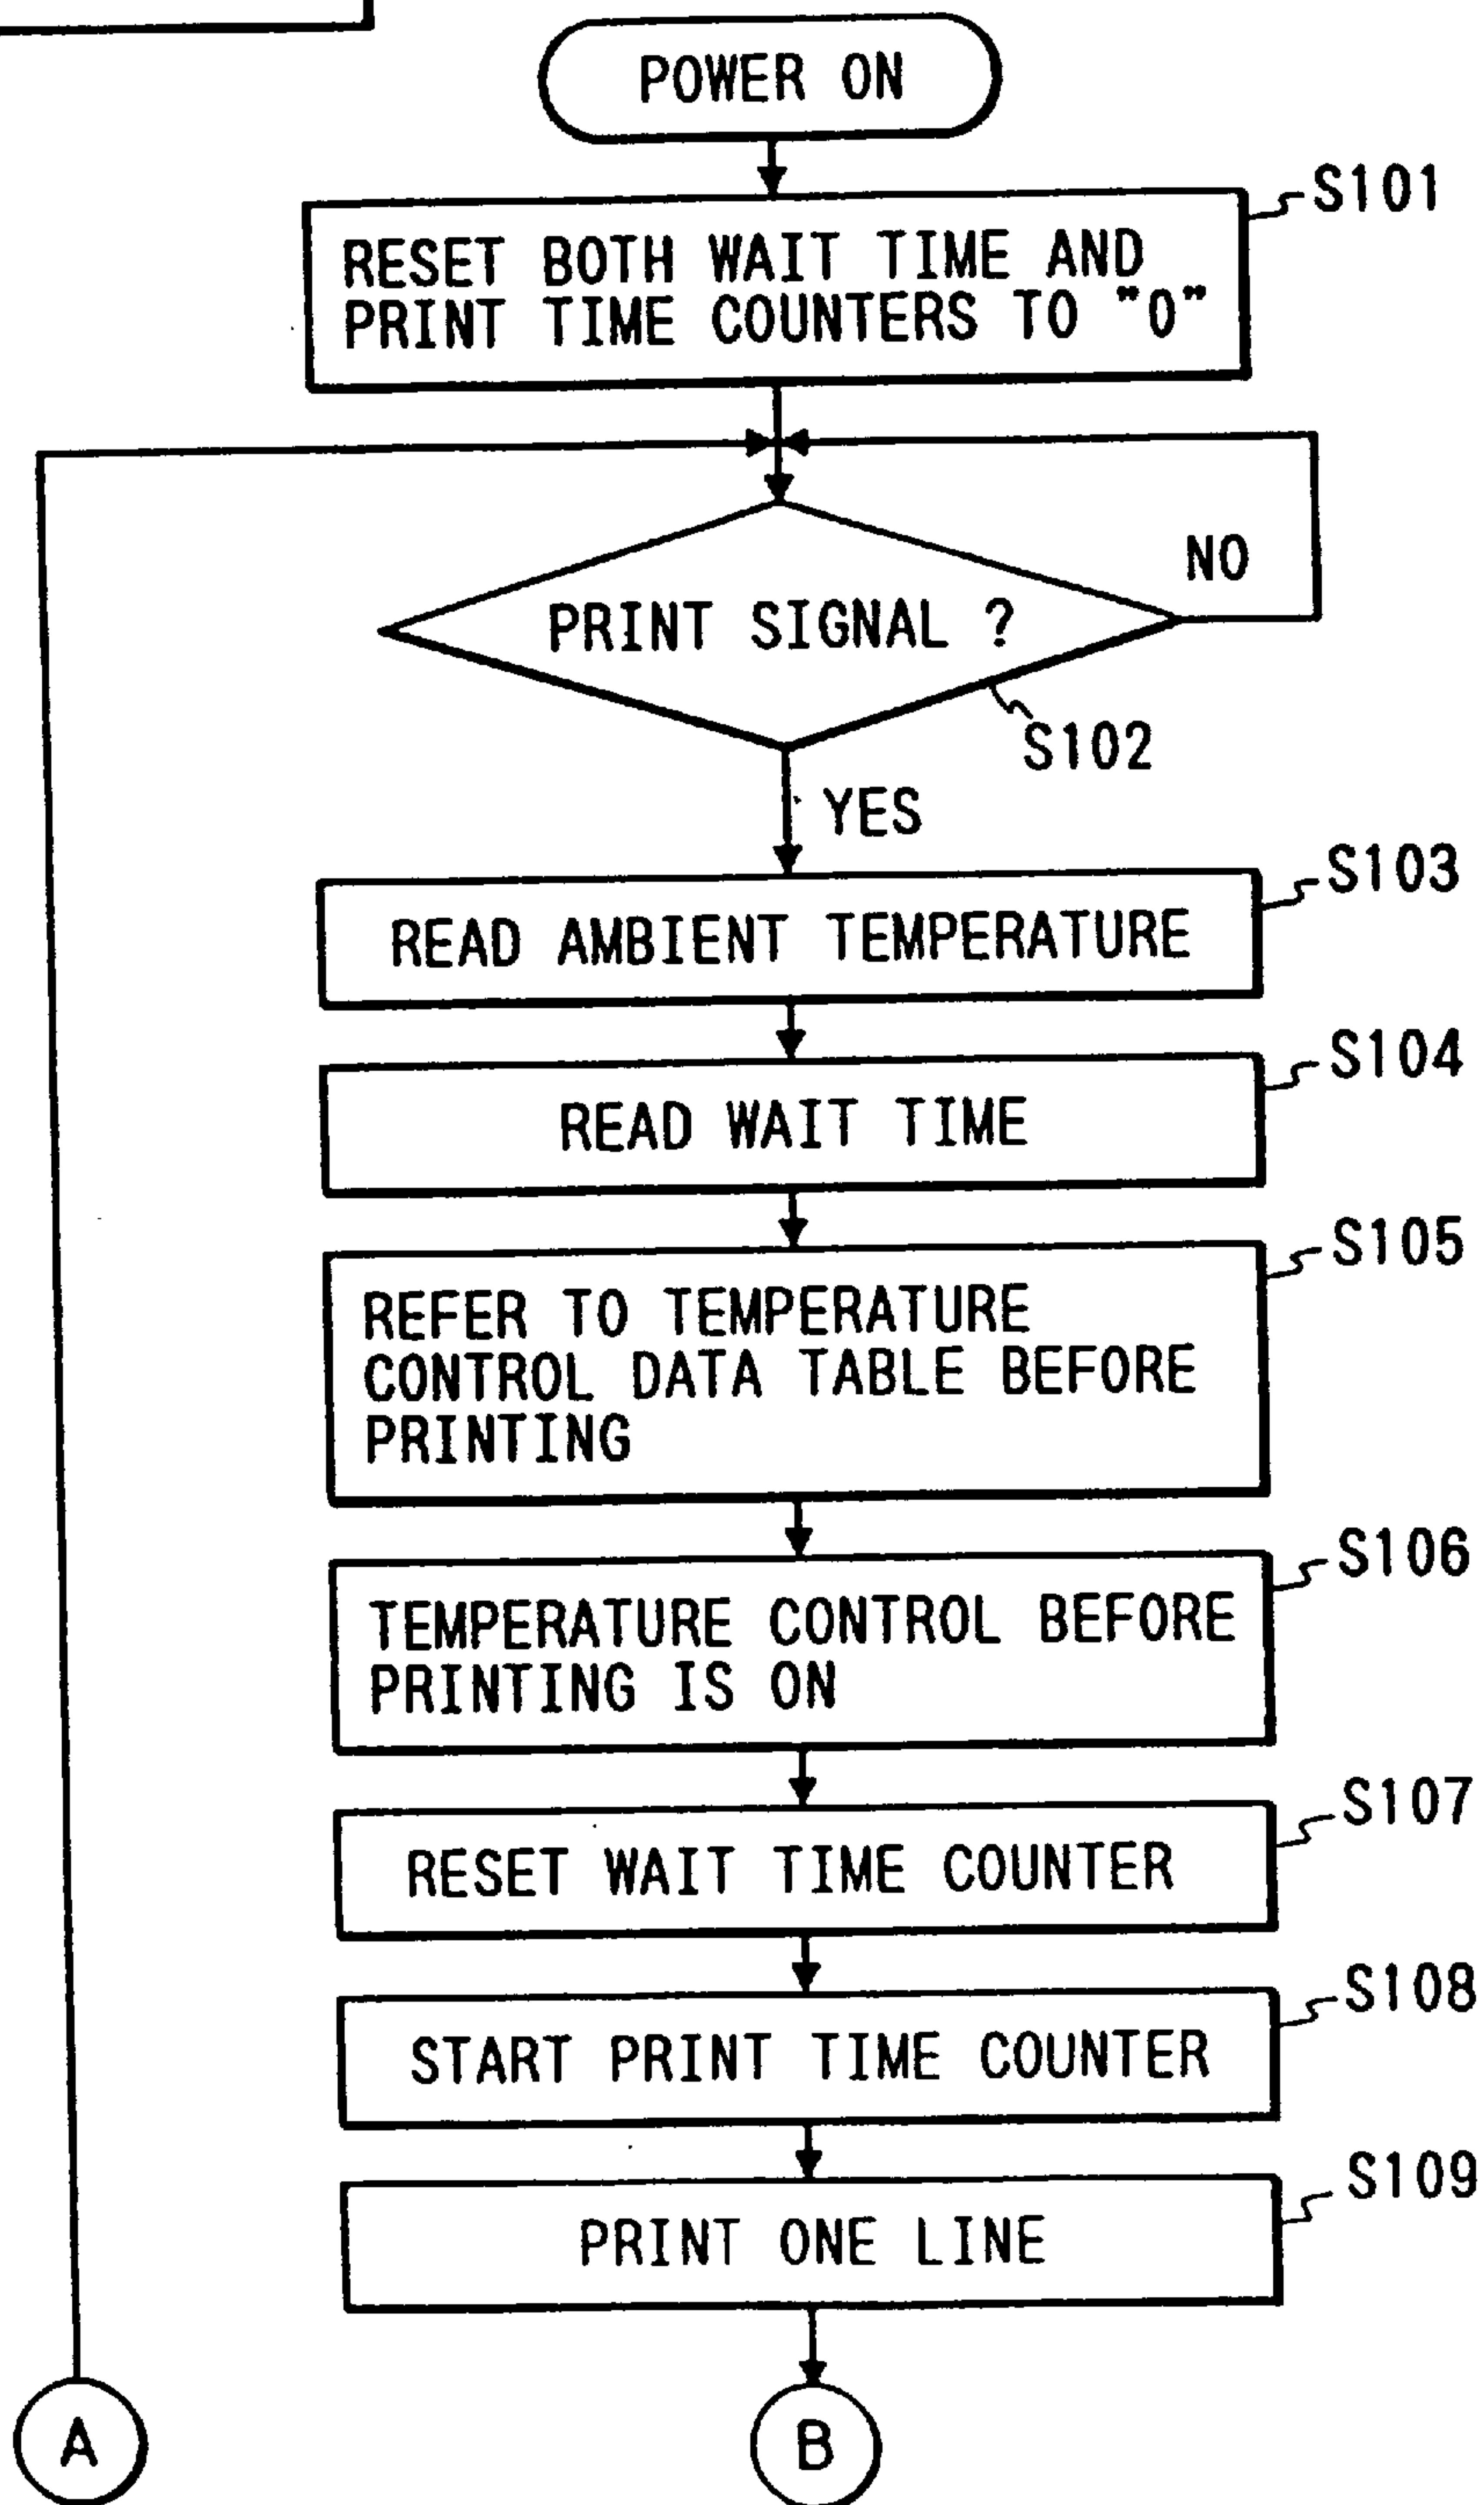 POWER ON
S101
RESET BOTH WAIT TIME AND
PRINT TIME COUNTERS TO "0"
NO
PRINT SIGNAL ?
S102
YES
S103
READ AMBIENT TEMPERATURE
S104
READ WAIT TIME
S105
REFER TO TEMPERATURE
CONTROL DATA TABLE BEFORE
PRINTING
S106
TEMPERATURE CONTROL BEFORE
PRINTING IS ON
S107
RESET WAIT TIME COUNTER
S108
START PRINT TIME COUNTER
S109
PRINT ONE LINE
A
B